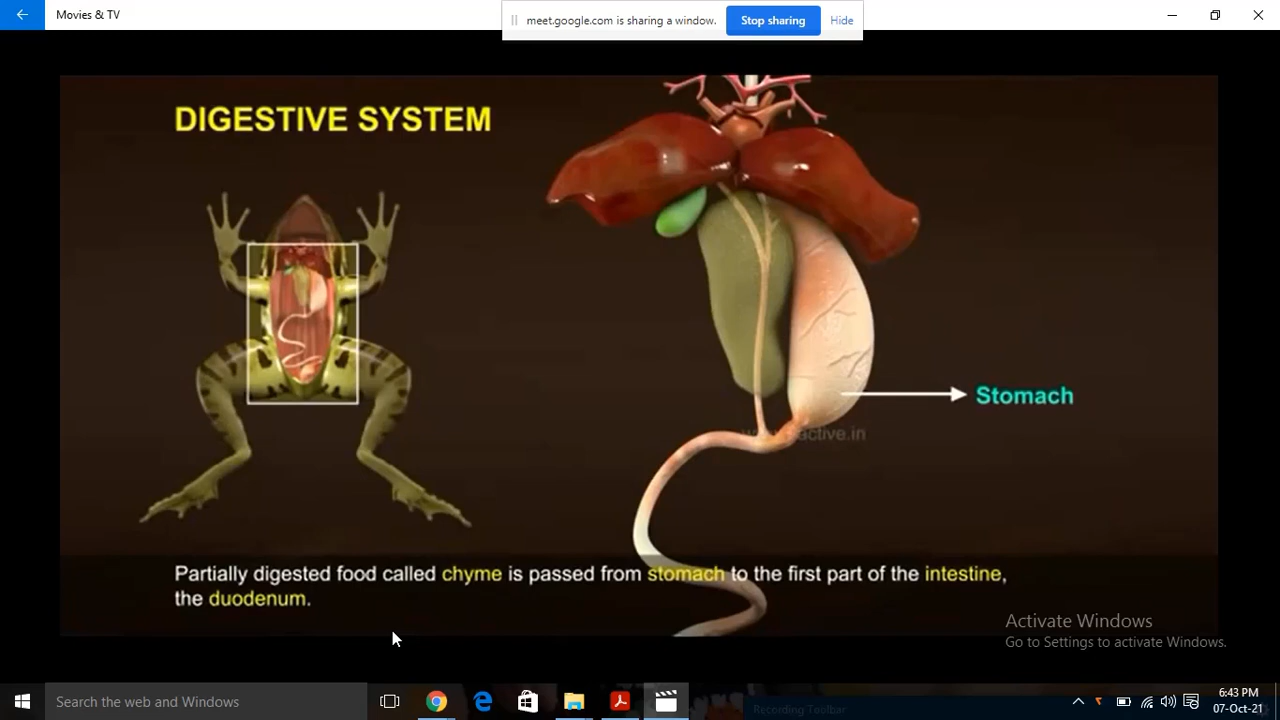 Movies & TV
meet.google.com is sharing a window.
Stop sharing
Hide
DIGESTIVE SYSTEM
Stomach
Partially digested food called chyme is passed from stomach to the first part of the intestine,
the duodenum.
Activate Windows
Go to Settings to activate Windows.
Search the web and Windows
Recording Toolbar
6:43 PM
07-Oct-21